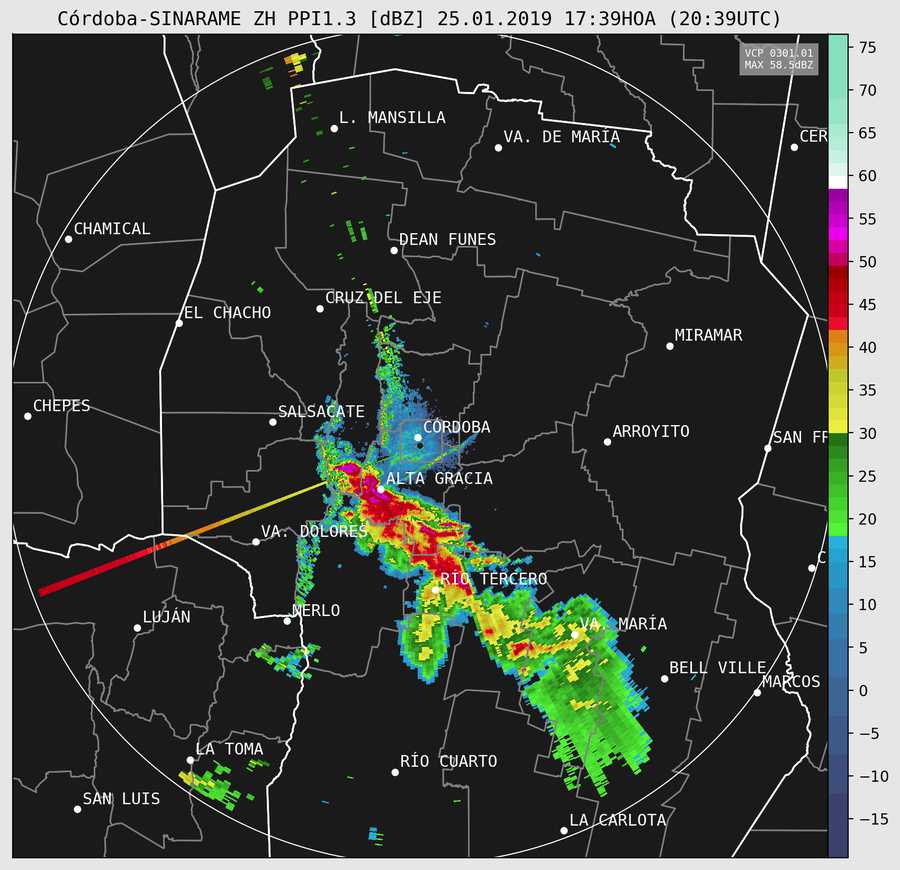 Córdoba-SINARAME ZH PPI1.3 [dBZ] 25.01.2019 17:39HOA (20:39UTC)
VCP 0301.01
MAX 58.5dBZ
75
70
65
60
55
50
45
40
35
30
25
20
15
10
5
0
−5
−10
−15
L. MANSILLA
VA. DE MARÍA
CER
CHAMICAL
DEAN FUNES
CRUZ DEL EJE
EL CHACHO
MIRAMAR
CHEPES
SALSACATE
CÓRDOBA
ARROYITO
SAN FR
ALTA GRACIA
VA. DOLORES
C
RÍO TERCERO
LUJÁN
MERLO
VA. MARÍA
BELL VILLE
MARCOS
LA TOMA
RÍO CUARTO
SAN LUIS
LA CARLOTA